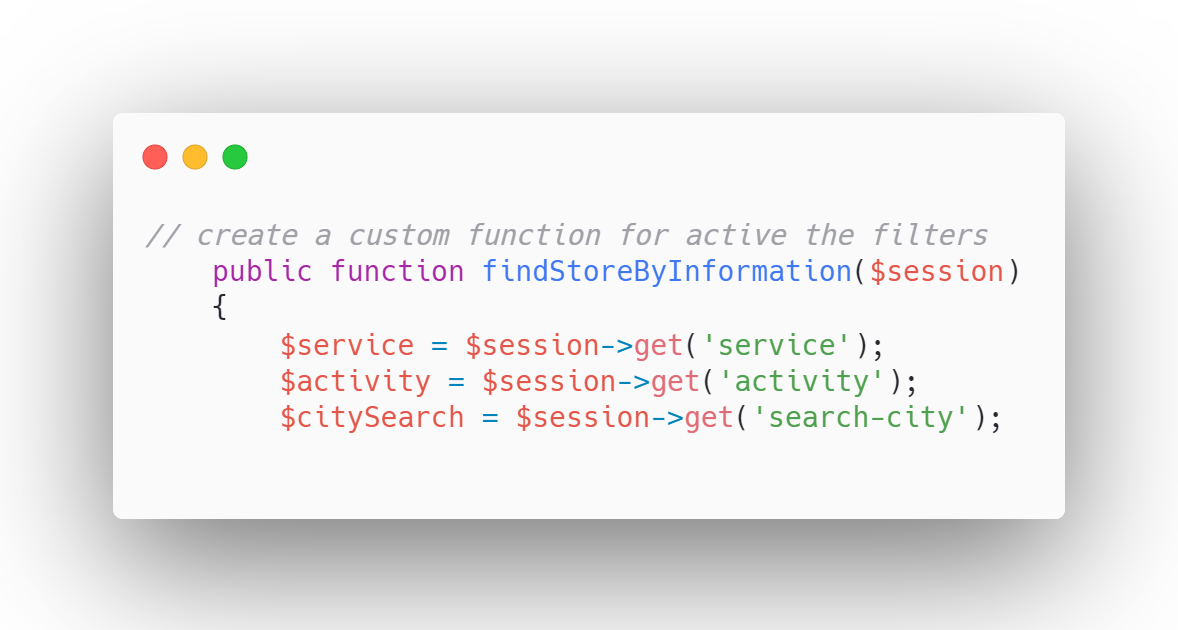 // create a custom function for active the filters
    public function findStoreByInformation($session)
    {
        $service = $session->get('service');
        $activity = $session->get('activity');
        $citySearch = $session->get('search-city');